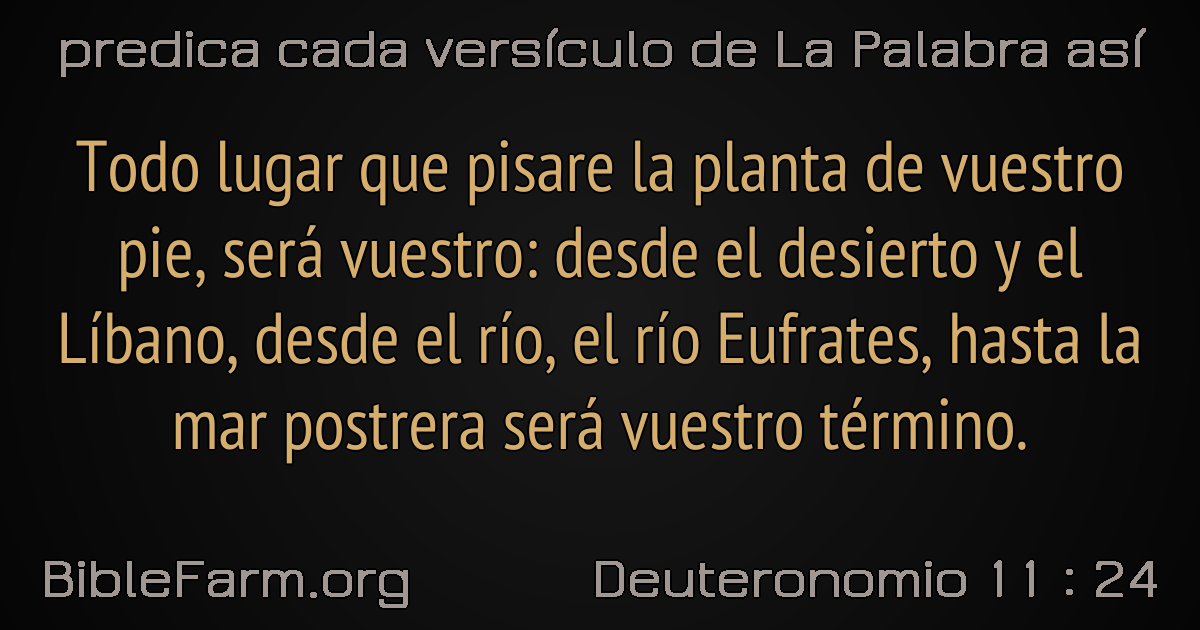 predica cada versículo de La Palabra así
Todo lugar que pisare la planta de vuestro
pie, será vuestro: desde el desierto y el
Líbano, desde el río, el río Eufrates, hasta la
mar postrera será vuestro término.
BibleFarm.org
Deuteronomio 11 : 24